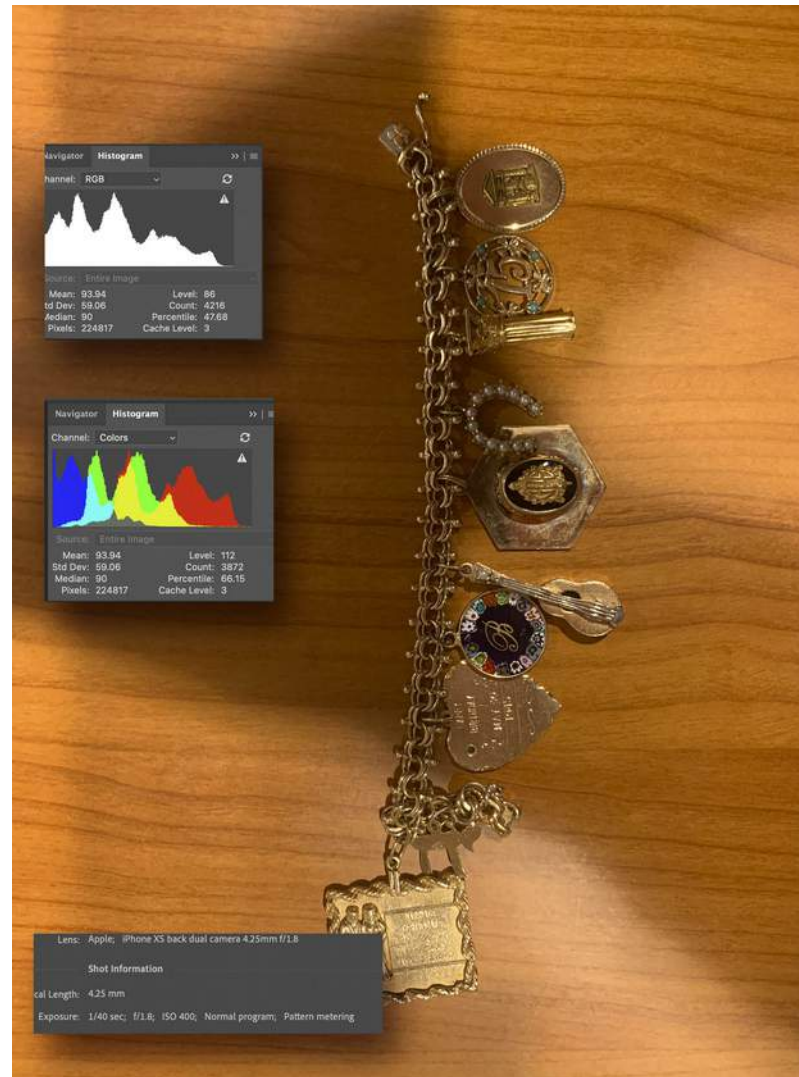 Navigator Histogram
hannel: RGB
Source: Entire Image
Mean: 93.94 Level: 86
td Dev: 59.06 Count: 4216
Median: 90 Percentile: 47.68
Pixels: 224817 Cache Level: 3
Navigator Histogram
Channel: Colors
Source: Entire Image
Mean: 93.94 Level: 112
Std Dev: 59.06 Count: 3872
Median: 90 Percentile: 66.15
Pixels: 224817 Cache Level: 3
15
B
Lens: Apple; iPhone XS back dual camera 4.25mm f/1.8
Shot Information
cal Length: 4.25 mm
Exposure: 1/40 sec; f/1.8; ISO 400; Normal program; Pattern metering